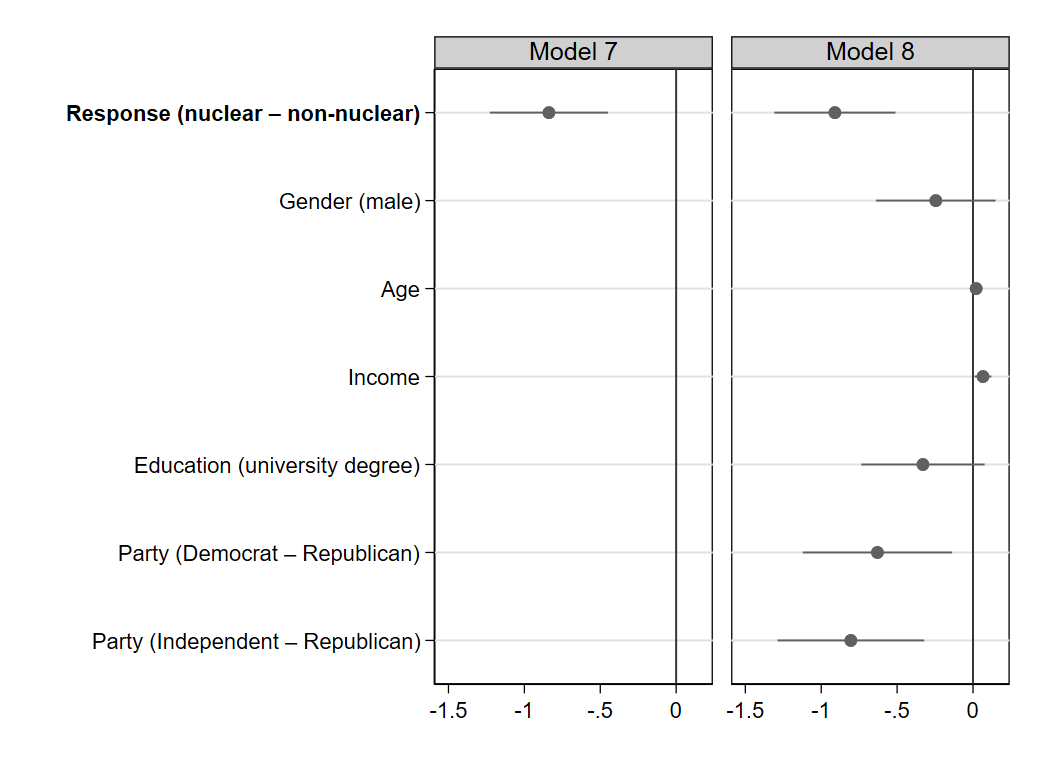 Model 7
Model 8
Response (nuclear – non-nuclear)
Gender (male)
Age
Income
Education (university degree)
Party (Democrat – Republican)
Party (Independent – Republican)
-1.5 -1 -.5 0
-1.5 -1 -.5 0